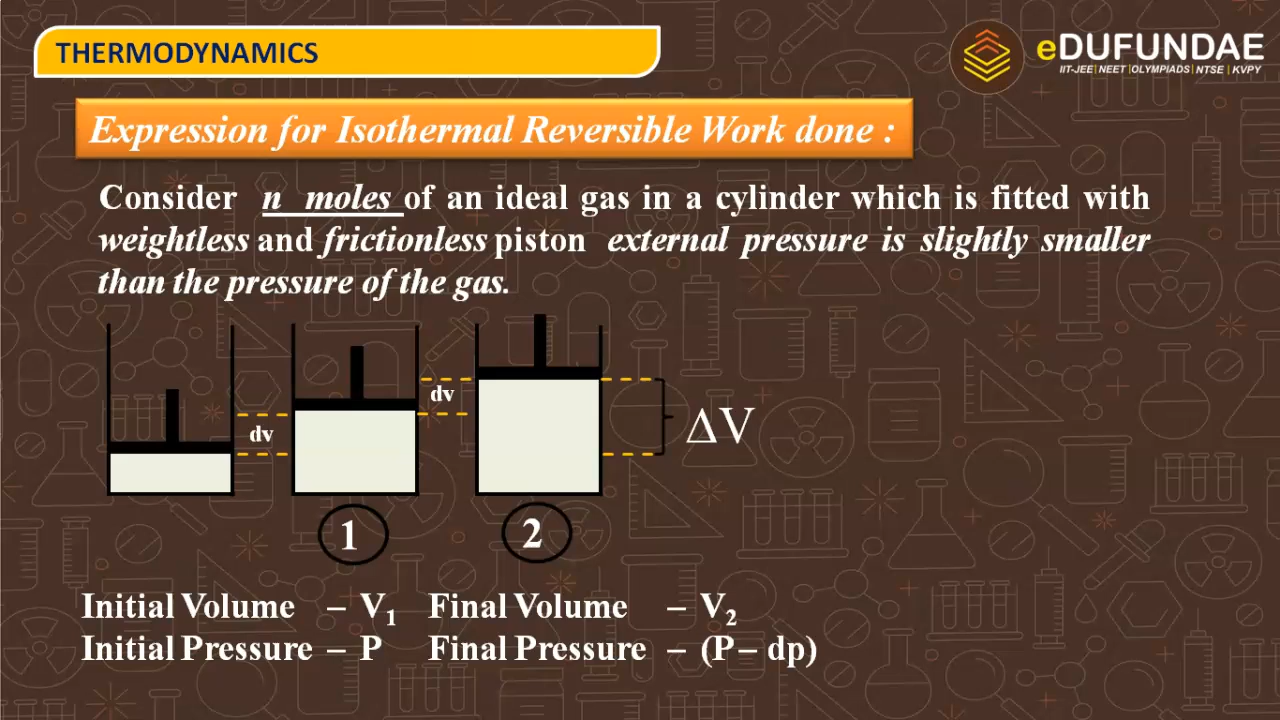 THERMODYNAMICS
eDUFUNDAE
IIT-JEE| NEET |OLYMPIADS| NTSE | KVPY
Expression for Isothermal Reversible Work done :
Consider n moles of an ideal gas in a cylinder which is fitted with
weightless and frictionless piston external pressure is slightly smaller
than the pressure of the gas.
dv
dv
ΔV
1
2
Initial Volume – V₁ Final Volume – V₂
Initial Pressure – P Final Pressure – (P – dp)